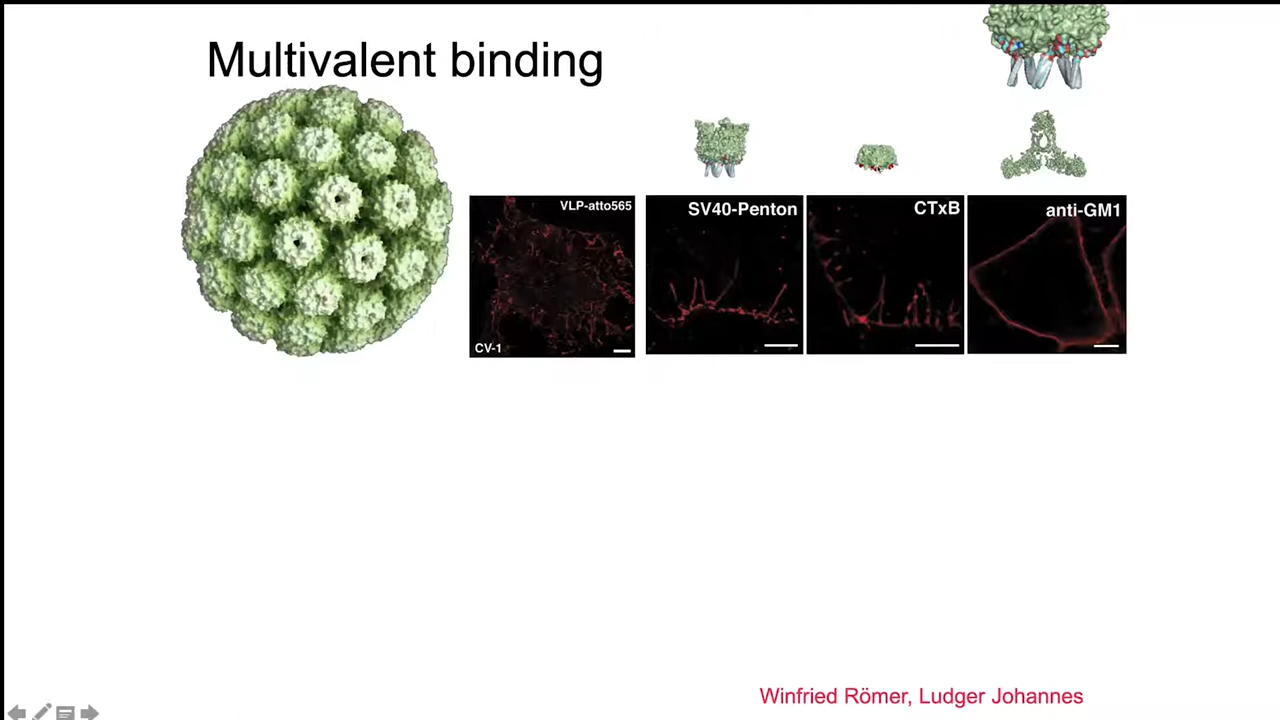 Multivalent binding
VLP-atto565
CV-1
SV40-Penton
CTxB
anti-GM1
Winfried Römer, Ludger Johannes